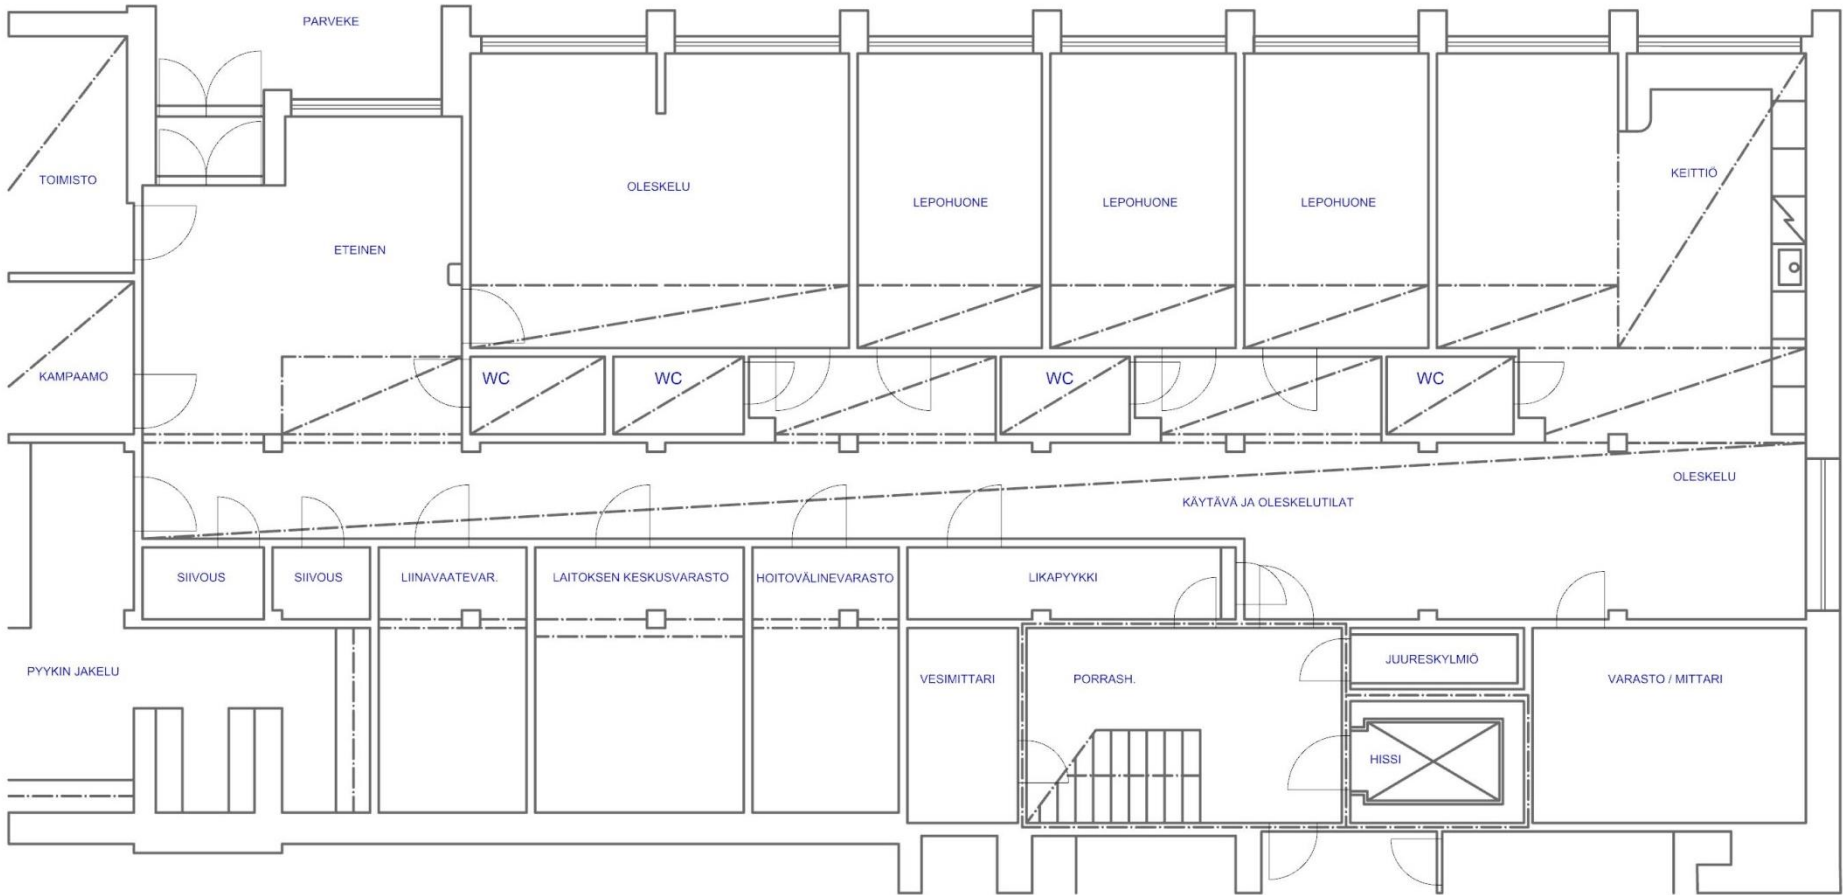 PARVEKE
TOIMISTO
OLESKELU
LEPOHUONE
LEPOHUONE
LEPOHUONE
KEITTIÖ
ETEINEN
KAMPAAMO
WC
WC
WC
WC
OLESKELU
KÄYTÄVÄ JA OLESKELUTILAT
SIIVOUS
SIIVOUS
LIINAVAATEVAR.
LAITOKSEN KESKUSVARASTO
HOITOVÄLINEVARASTO
LIKAPYYKKI
PYYKIN JAKELU
VESIMITTARI
PORRASH.
JUURESKYLMIÖ
VARASTO / MITTARI
HISSI